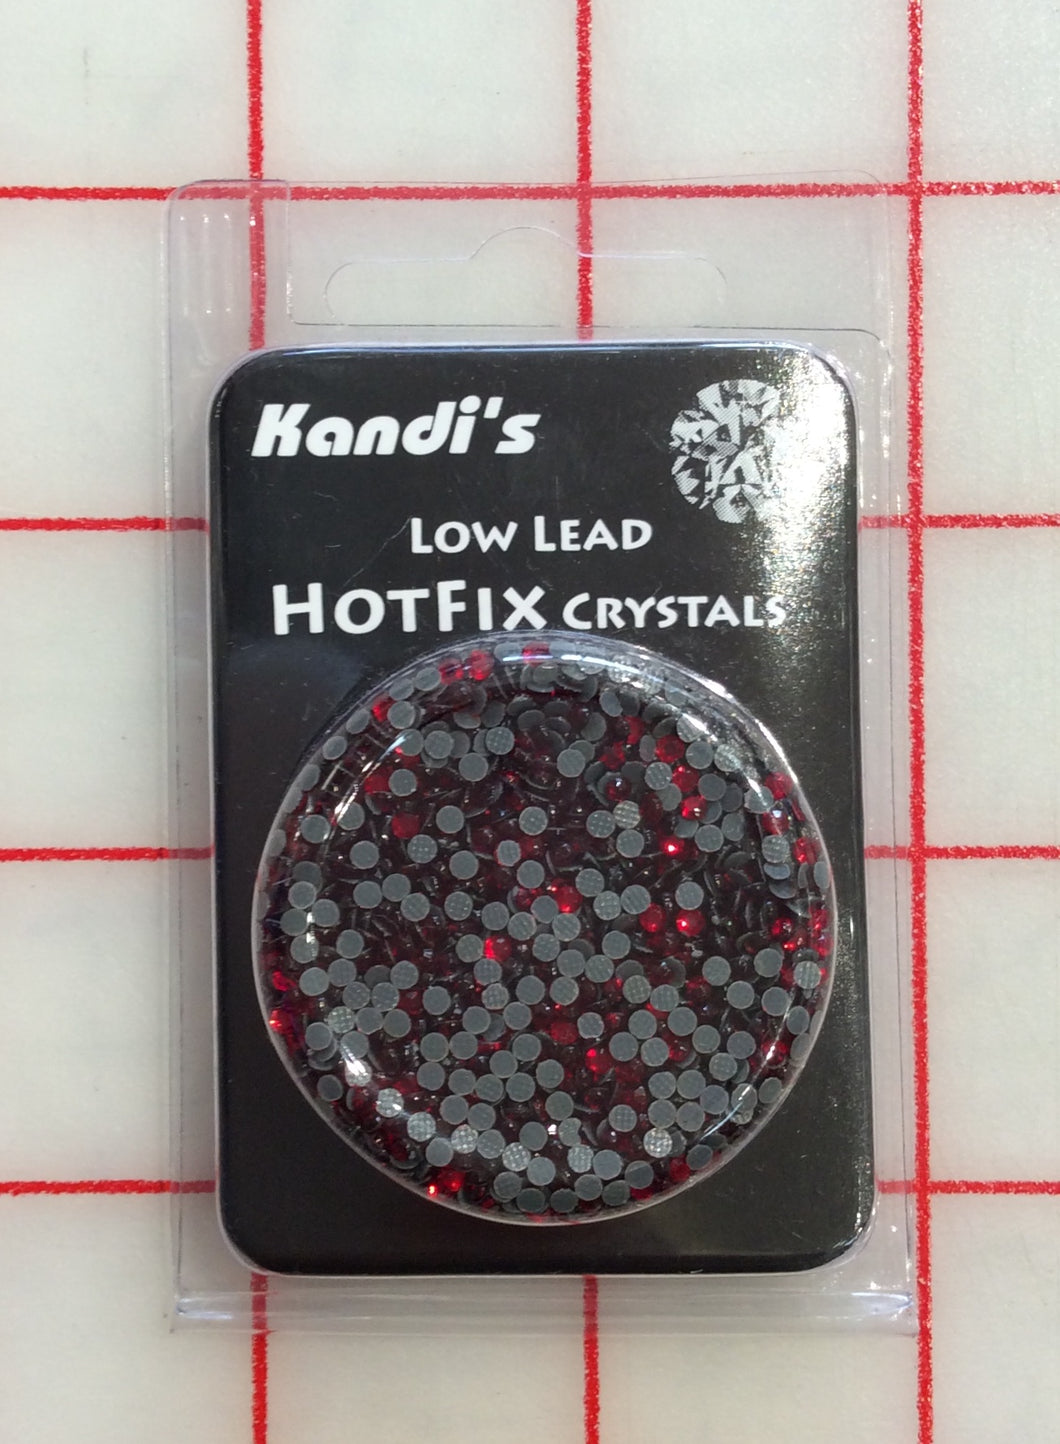 Kandi's
LOW LEAD
HOTFIX CRYSTALS